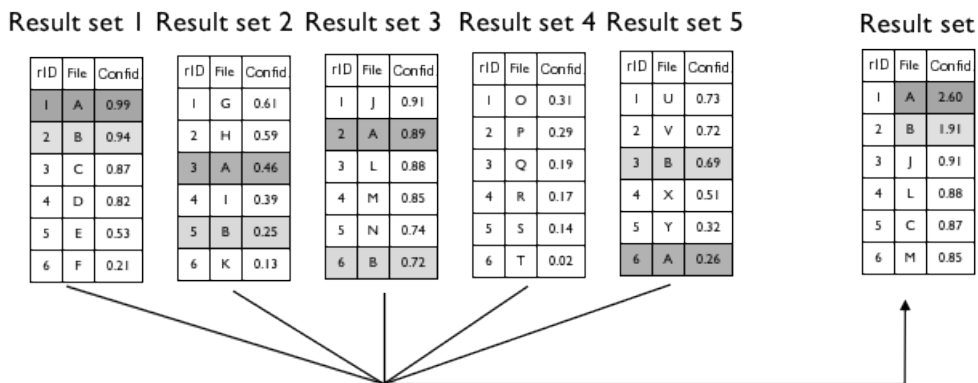 Result set 1 Result set 2 Result set 3 Result set 4 Result set 5 Result set
rID File Confid.
1 A 0.99
2 B 0.94
3 C 0.87
4 D 0.82
5 E 0.53
6 F 0.21
rID File Confid.
1 G 0.61
2 H 0.59
3 A 0.46
4 I 0.39
5 B 0.25
6 K 0.13
rID File Confid.
1 J 0.91
2 A 0.89
3 L 0.88
4 M 0.85
5 N 0.74
6 B 0.72
rID File Confid.
1 O 0.31
2 P 0.29
3 Q 0.19
4 R 0.17
5 S 0.14
6 T 0.02
rID File Confid.
1 U 0.73
2 V 0.72
3 B 0.69
4 X 0.51
5 Y 0.32
6 A 0.26
rID File Confid.
1 A 2.60
2 B 1.91
3 J 0.91
4 L 0.88
5 C 0.87
6 M 0.85